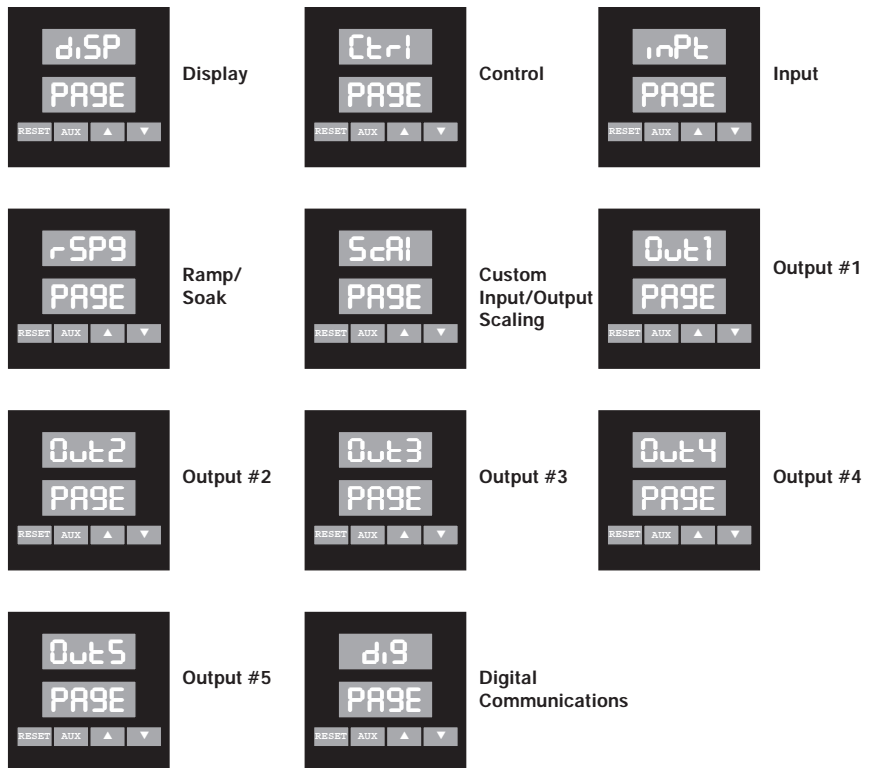 diSP
PAgE
RESET AUX ▲ ▼
Display
Ctrl
PAgE
RESET AUX ▲ ▼
Control
inPt
PAgE
RESET AUX ▲ ▼
Input
rSPg
PAgE
RESET AUX ▲ ▼
Ramp/
Soak
ScAl
PAgE
RESET AUX ▲ ▼
Custom
Input/Output
Scaling
Out1
PAgE
RESET AUX ▲ ▼
Output #1
Out2
PAgE
RESET AUX ▲ ▼
Output #2
Out3
PAgE
RESET AUX ▲ ▼
Output #3
Out4
PAgE
RESET AUX ▲ ▼
Output #4
Out5
PAgE
RESET AUX ▲ ▼
Output #5
dig
PAgE
RESET AUX ▲ ▼
Digital
Communications